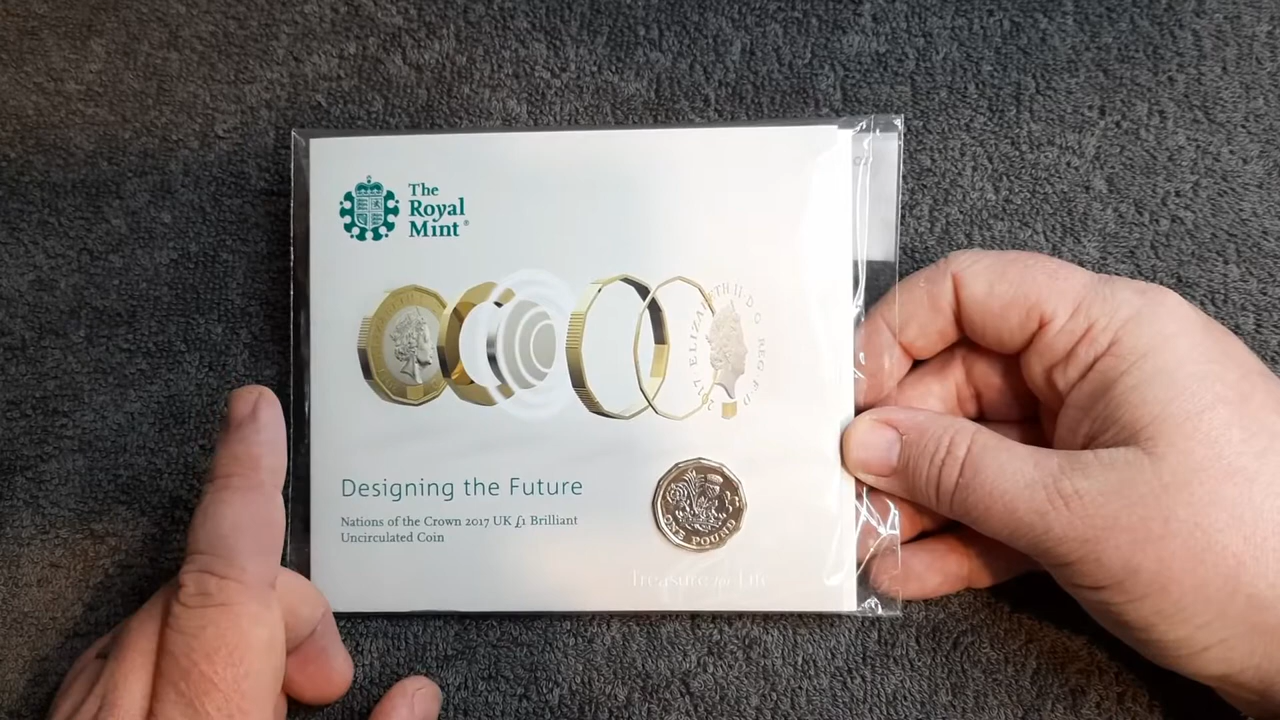 The
Royal
Mint®
2017 ELIZABETH II·D·G·REG·F·D
Designing the Future
Nations of the Crown 2017 UK £1 Brilliant
Uncirculated Coin
ONE POUND
Treasure for Life